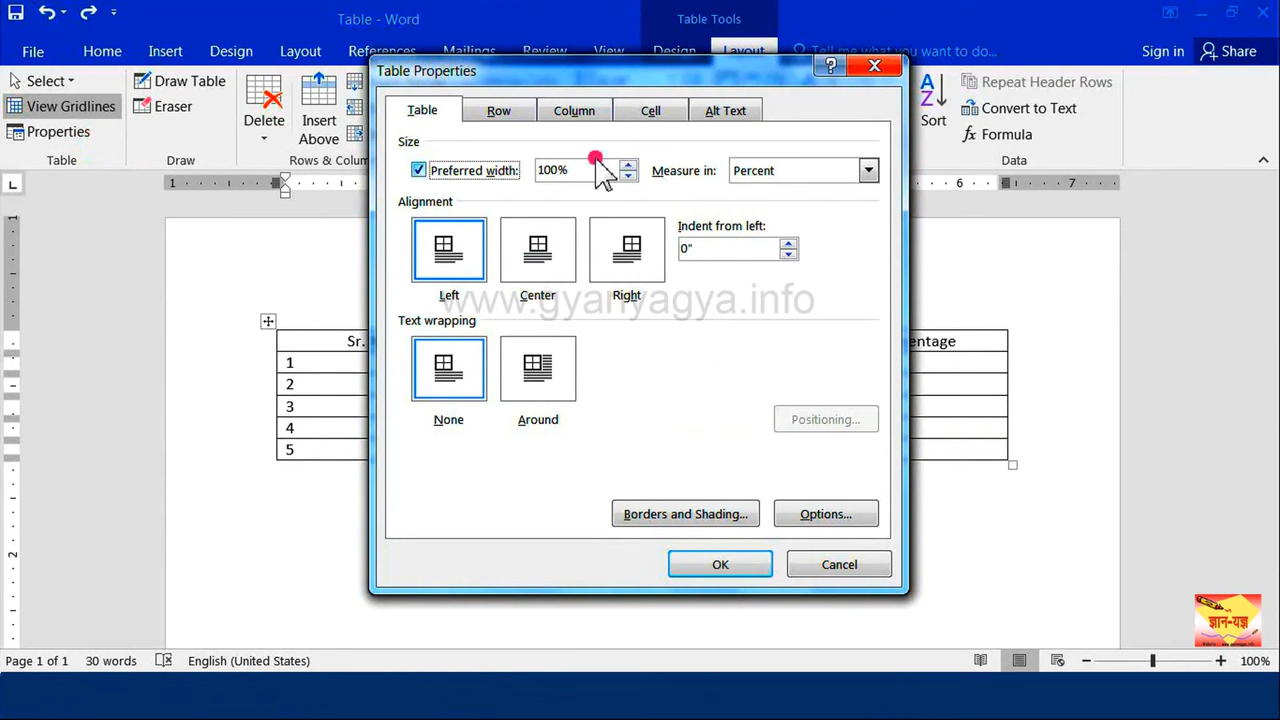 Table - Word
Table Tools
File Home Insert Design Layout References Mailings Review View Design Layout Tell me what you want to do... Sign in Share
Table Properties
Select
View Gridlines
Properties
Table
Draw Table
Eraser
Draw
Delete
Insert Above
Rows & Colum
Sort
Repeat Header Rows
Convert to Text
Formula
Table Row Column Cell Alt Text
Size
Preferred width: 100% Measure in: Percent
Alignment
Indent from left:
0"
Left Center Right
www.gyanyagya.info
Text wrapping
None Around
Positioning...
Borders and Shading... Options...
OK Cancel
L
1 6 7
1
2
Sr. entage
1
2
3
4
5
ज्ञान-यज्ञ
Page 1 of 1 30 words English (United States) 100%